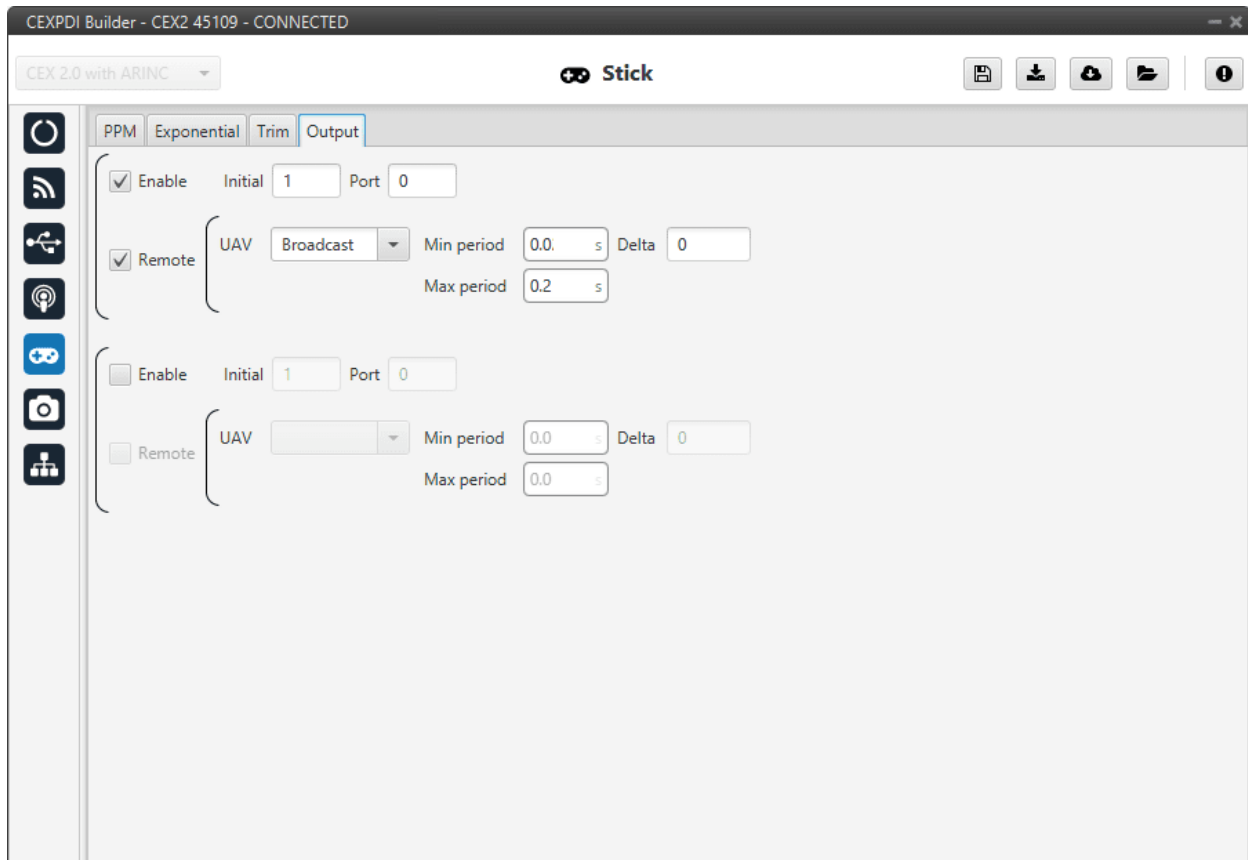 CEXPDI Builder - CEX2 45109 - CONNECTED
CEX 2.0 with ARINC
Stick
PPM Exponential Trim Output
Enable Initial 1 Port 0
Remote UAV Broadcast Min period 0.0. s Delta 0
Max period 0.2 s
Enable Initial 1 Port 0
Remote UAV Min period 0.0 s Delta 0
Max period 0.0 s